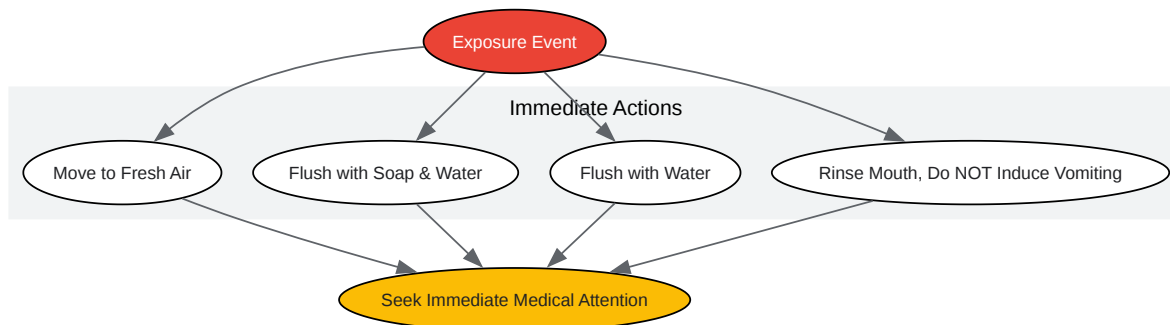 Exposure Event
Immediate Actions
Move to Fresh Air
Flush with Soap & Water
Flush with Water
Rinse Mouth, Do NOT Induce Vomiting
Seek Immediate Medical Attention